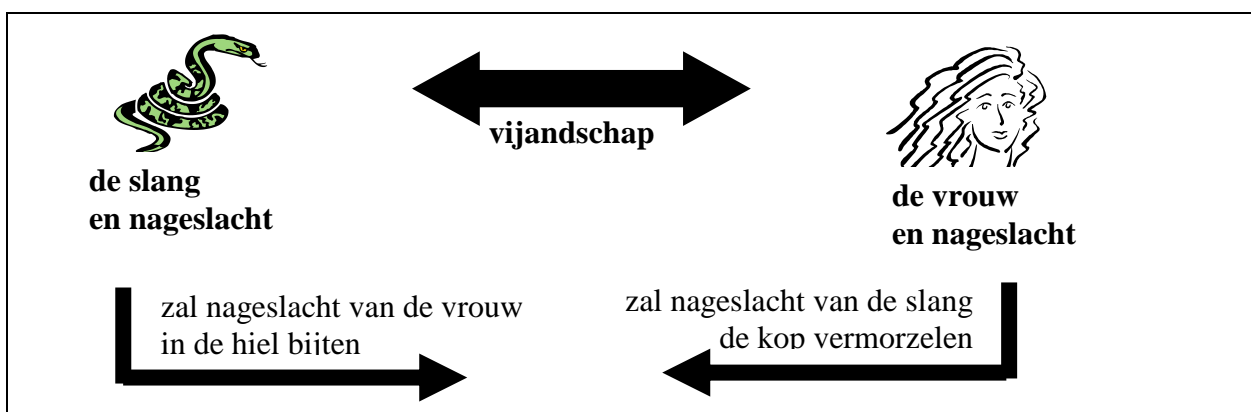 vijandschap
de slang
en nageslacht
de vrouw
en nageslacht
zal nageslacht van de vrouw
in de hiel bijten
zal nageslacht van de slang
de kop vermorzelen